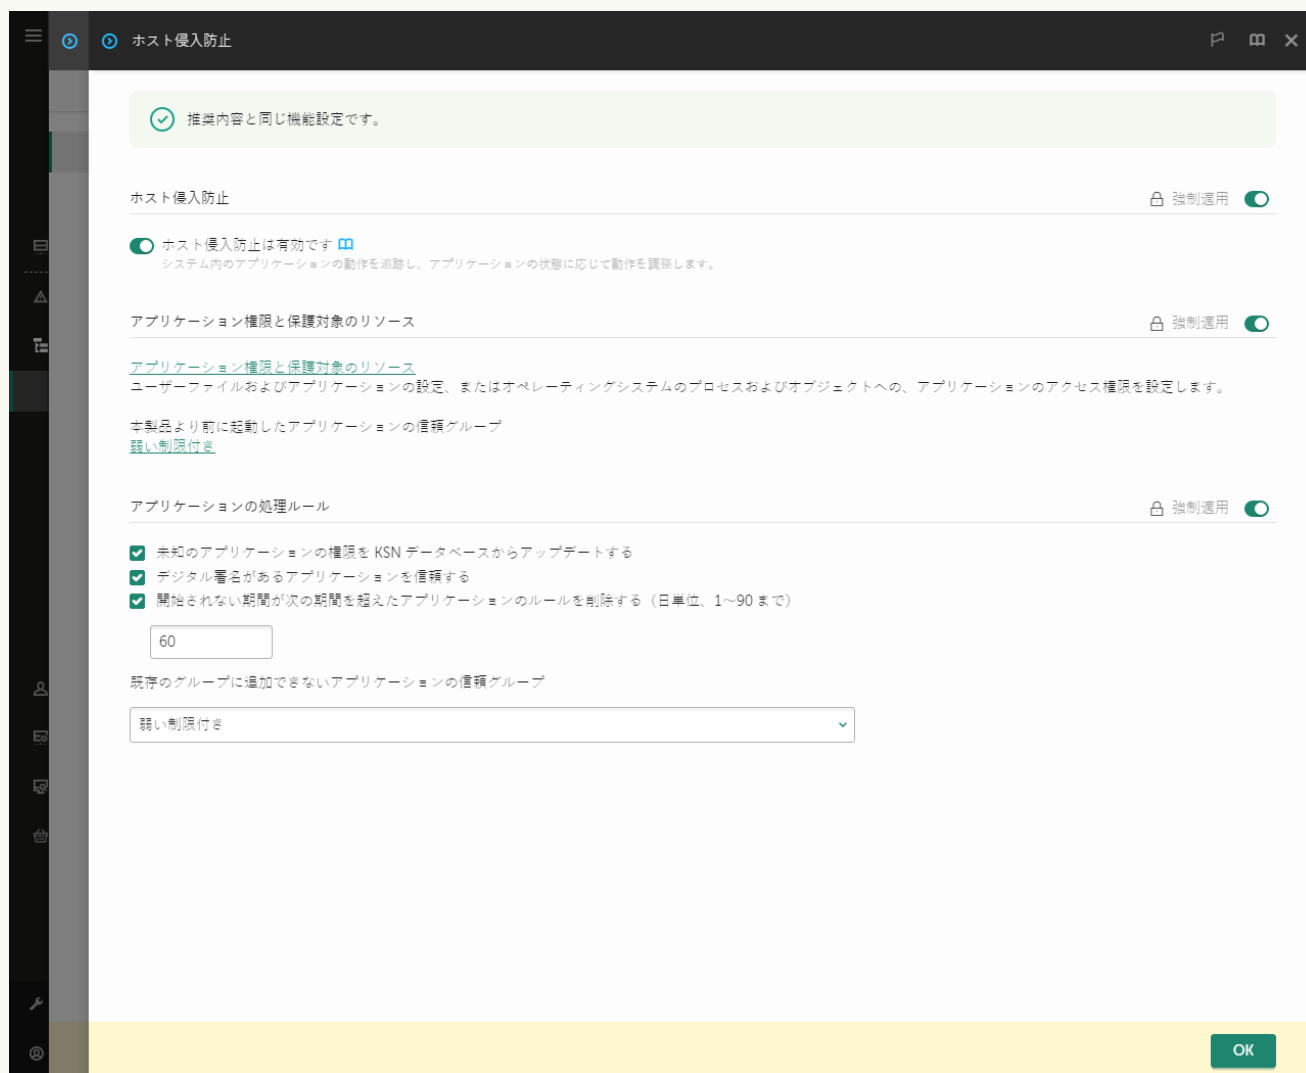 ホスト侵入防止
推奨内容と同じ機能設定です。
ホスト侵入防止
強制適用
ホスト侵入防止は有効です
システム内のアプリケーションの動作を追跡し、アプリケーションの状態に応じて動作を調整します。
アプリケーション権限と保護対象のリソース
強制適用
アプリケーション権限と保護対象のリソース
ユーザーファイルおよびアプリケーションの設定、またはオペレーティングシステムのプロセスおよびオブジェクトへの、アプリケーションのアクセス権限を設定します。
本製品より前に起動したアプリケーションの信頼グループ
弱い制限付き
アプリケーションの処理ルール
強制適用
未知のアプリケーションの権限を KSN データベースからアップデートする
デジタル署名があるアプリケーションを信頼する
開始されない期間が次の期間を超えたアプリケーションのルールを削除する（日単位、1～90 まで）
60
既存のグループに追加できないアプリケーションの信頼グループ
弱い制限付き
OK